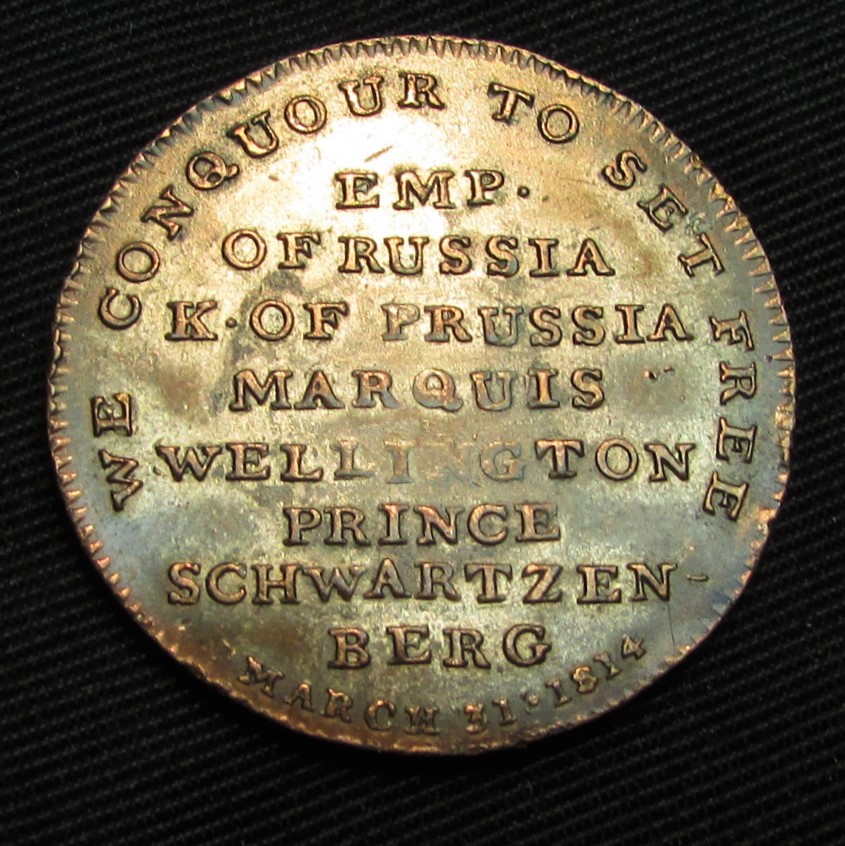 WE CONQUOUR TO SET FREE
EMP·
OF RUSSIA
K·OF PRUSSIA
MARQUIS
WELLINGTON
PRINCE
SCHWARTZEN-
BERG
MARCH 31·1814